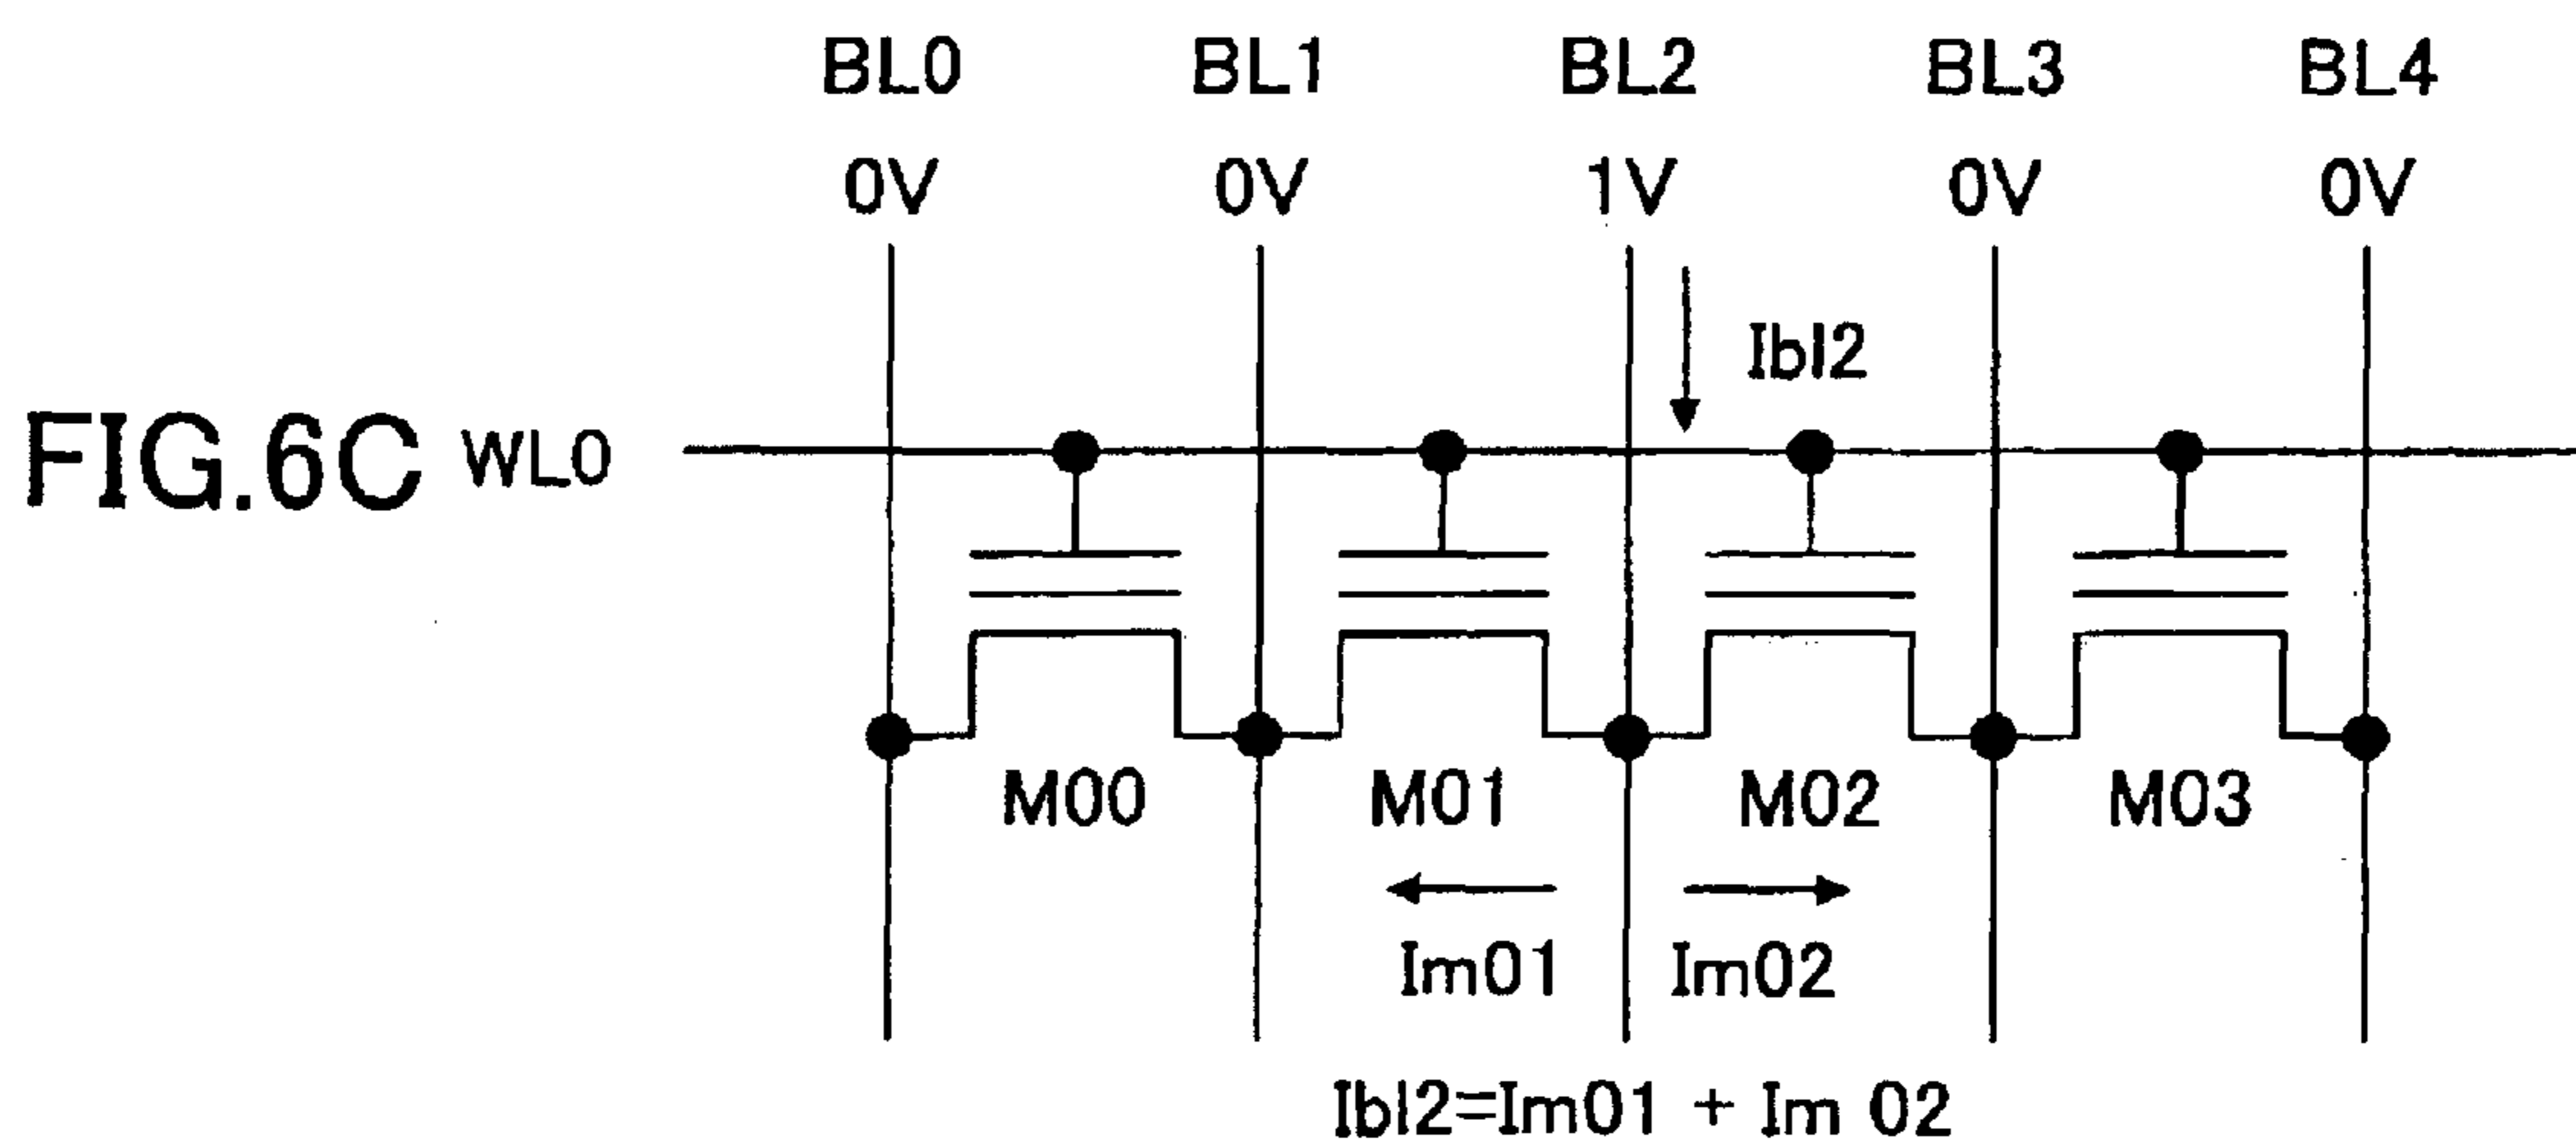 BL0 BL1 BL2 BL3 BL4
0V 0V 1V 0V 0V
Ibl2
FIG.6C WL0
M00 M01 M02 M03
Im01 Im02
Ibl2=Im01 + Im 02